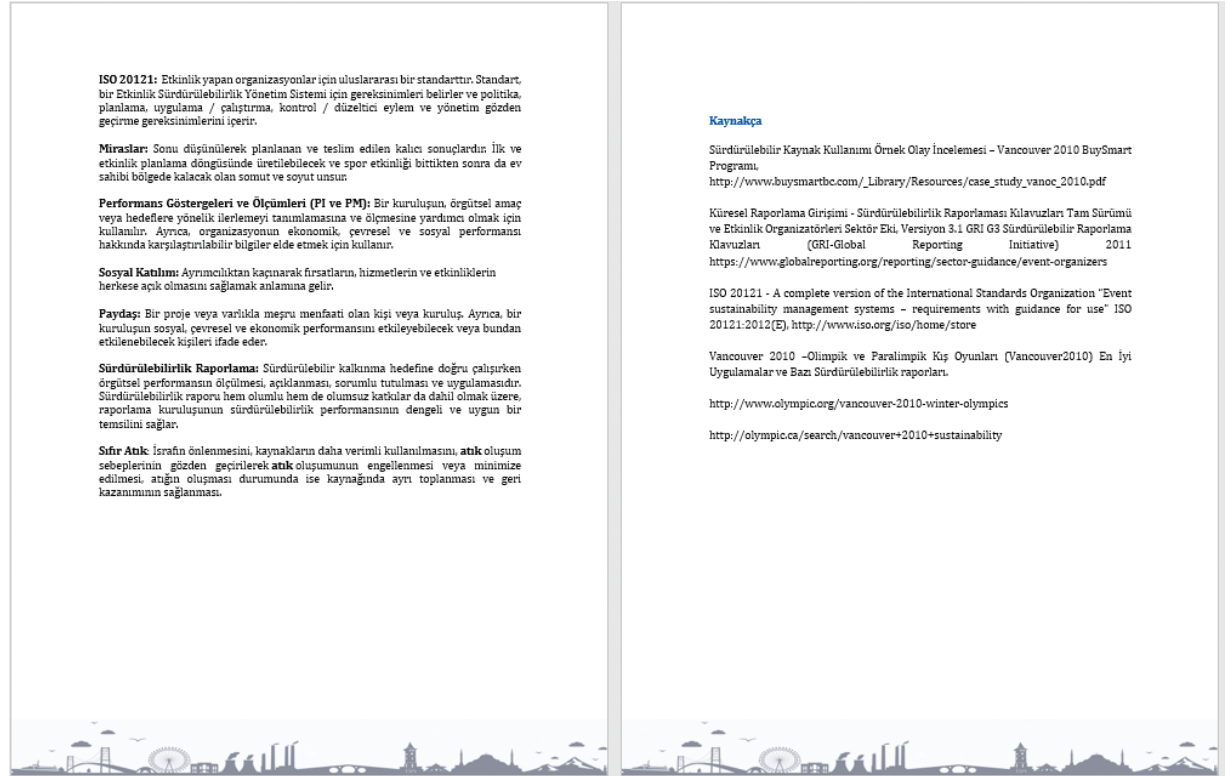 ISO 20121: Etkinlik yapan organizasyonlar için uluslararası bir standarttır. Standart,
bir Etkinlik Sürdürülebilirlik Yönetim Sistemi için gereksinimleri belirler ve politika,
planlama, uygulama / çalıştırma, kontrol / düzeltici eylem ve yönetim gözden
geçirme gereksinimlerini içerir.
Miraslar: Sonu düşünülerek planlanan ve teslim edilen kalıcı sonuçlardır. İlk ve
etkinlik planlama döngüsünde üretilebilecek ve spor etkinliği bittikten sonra da ev
sahibi bölgede kalacak olan somut ve soyut unsur.
Performans Göstergeleri ve Ölçümleri (PI ve PM): Bir kuruluşun, örgütsel amaç
veya hedeflere yönelik ilerlemeyi tanımlamasına ve ölçmesine yardımcı olmak için
kullanılır. Ayrıca, organizasyonun ekonomik, çevresel ve sosyal performansı
hakkında karşılaştırılabilir bilgiler elde etmek için kullanır.
Sosyal Katılım: Ayrımcılıktan kaçınarak fırsatların, hizmetlerin ve etkinliklerin
herkese açık olmasını sağlamak anlamına gelir.
Paydaş: Bir proje veya varlıkla meşru menfaati olan kişi veya kuruluş. Ayrıca, bir
kuruluşun sosyal, çevresel ve ekonomik performansını etkileyebilecek veya bundan
etkilenebilecek kişileri ifade eder.
Sürdürülebilirlik Raporlama: Sürdürülebilir kalkınma hedefine doğru çalışırken
örgütsel performansın ölçülmesi, açıklanması, sorumlu tutulması ve uygulamasıdır.
Sürdürülebilirlik raporu hem olumlu hem de olumsuz katkılar da dahil olmak üzere,
raporlama kuruluşunun sürdürülebilirlik performansının dengeli ve uygun bir
temsilini sağlar.
Sıfır Atık: İsrafın önlenmesini, kaynakların daha verimli kullanılmasını, atık oluşum
sebeplerinin gözden geçirilerek atık oluşumunun engellenmesi veya minimize
edilmesi, atığın oluşması durumunda ise kaynağında ayrı toplanması ve geri
kazanımının sağlanması.
Kaynakça
Sürdürülebilir Kaynak Kullanımı Örnek Olay İncelemesi – Vancouver 2010 BuySmart
Programı,
http://www.buysmartbc.com/_Library/Resources/case_study_vanoc_2010.pdf
Küresel Raporlama Girişimi - Sürdürülebilirlik Raporlaması Kılavuzları Tam Sürümü
ve Etkinlik Organizatörleri Sektör Eki, Versiyon 3.1 GRI G3 Sürdürülebilir Raporlama
Klavuzları (GRI-Global Reporting Initiative) 2011
https://www.globalreporting.org/reporting/sector-guidance/event-organizers
ISO 20121 - A complete version of the International Standards Organization “Event
sustainability management systems – requirements with guidance for use” ISO
20121:2012(E), http://www.iso.org/iso/home/store
Vancouver 2010 –Olimpik ve Paralimpik Kış Oyunları (Vancouver2010) En İyi
Uygulamalar ve Bazı Sürdürülebilirlik raporları.
http://www.olympic.org/vancouver-2010-winter-olympics
http://olympic.ca/search/vancouver+2010+sustainability